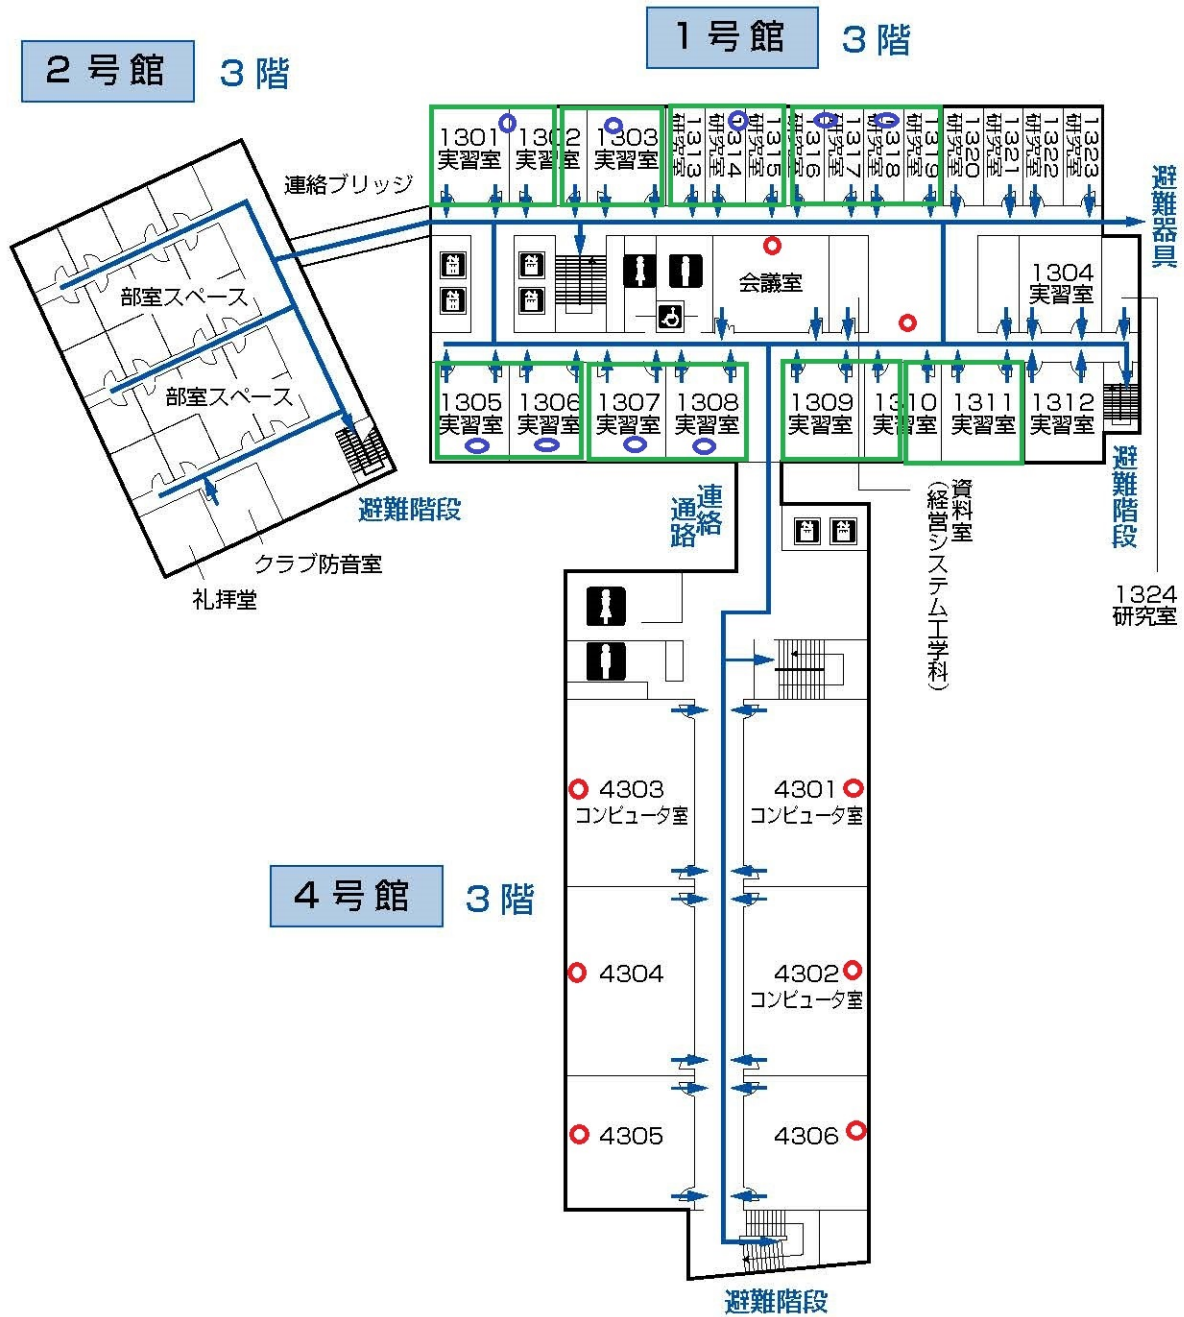 1号館 3階
2号館 3階
連絡ブリッジ
1301
実習室
1302
実習室
1303
実習室
1313
研究室
1314
研究室
1315
研究室
1316
研究室
1317
研究室
1318
研究室
1319
研究室
1320
研究室
1321
研究室
1322
研究室
1323
研究室
避難器具
部室スペース
部室スペース
会議室
1304
実習室
1305
実習室
1306
実習室
1307
実習室
1308
実習室
1309
実習室
1310
実習室
1311
実習室
1312
実習室
避難階段
クラブ防音室
礼拝堂
連絡
通路
資料室
(経営システム工学科)
避難階段
1324
研究室
4303
コンピュータ室
4301
コンピュータ室
4号館 3階
4304
4302
コンピュータ室
4305
4306
避難階段